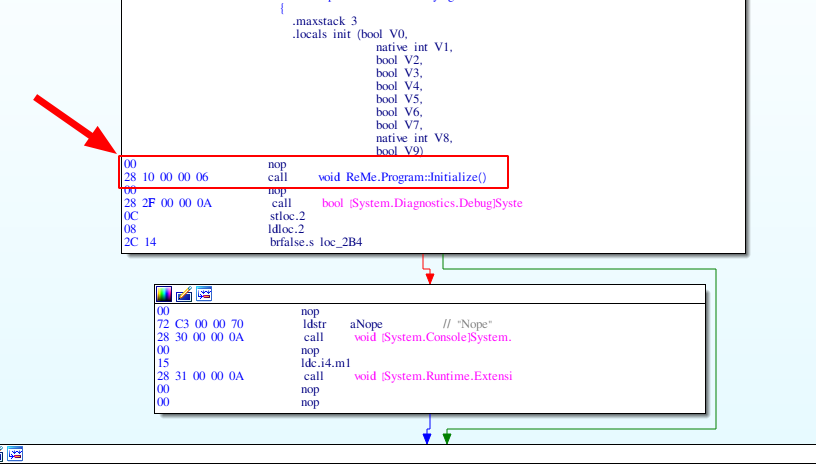 {
.maxstack 3
.locals init (bool V0,
native int V1,
bool V2,
bool V3,
bool V4,
bool V5,
bool V6,
bool V7,
native int V8,
bool V9)
00 nop
28 10 00 00 06 call void ReMe.Program::Initialize()
00 nop
28 2F 00 00 0A call bool [System.Diagnostics.Debug]Syste
0C stloc.2
08 ldloc.2
2C 14 brfalse.s loc_2B4
00 nop
72 C3 00 00 70 ldstr aNope // "Nope"
28 30 00 00 0A call void [System.Console]System.
00 nop
15 ldc.i4.m1
28 31 00 00 0A call void [System.Runtime.Extensi
00 nop
00 nop